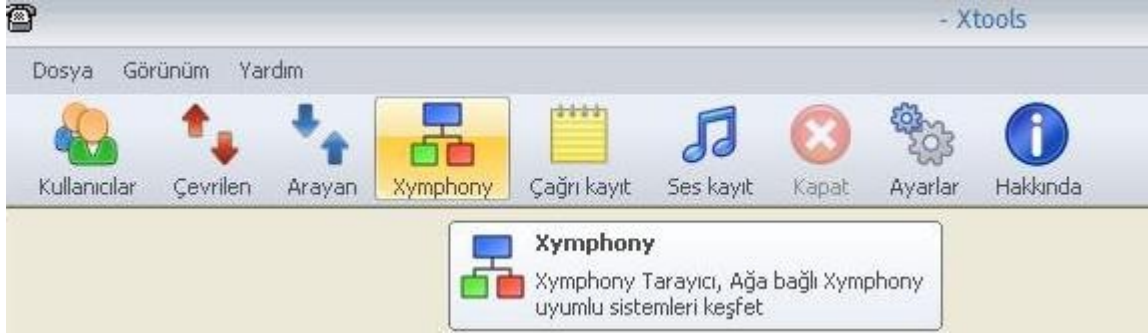 - Xtools
Dosya Görünüm Yardım
Kullanıcılar Çevrilen Arayan Xymphony Çağrı kayıt Ses kayıt Kapat Ayarlar Hakkında
Xymphony
Xymphony Tarayıcı, Ağa bağlı Xymphony
uyumlu sistemleri keşfet